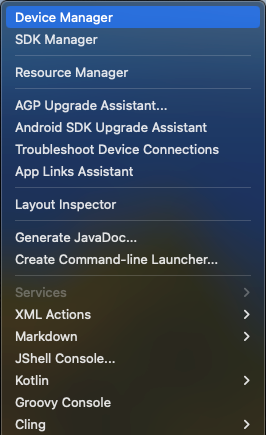 Device Manager
SDK Manager
Resource Manager
AGP Upgrade Assistant...
Android SDK Upgrade Assistant
Troubleshoot Device Connections
App Links Assistant
Layout Inspector
Generate JavaDoc...
Create Command-line Launcher...
Services
XML Actions
Markdown
JShell Console...
Kotlin
Groovy Console
Cling